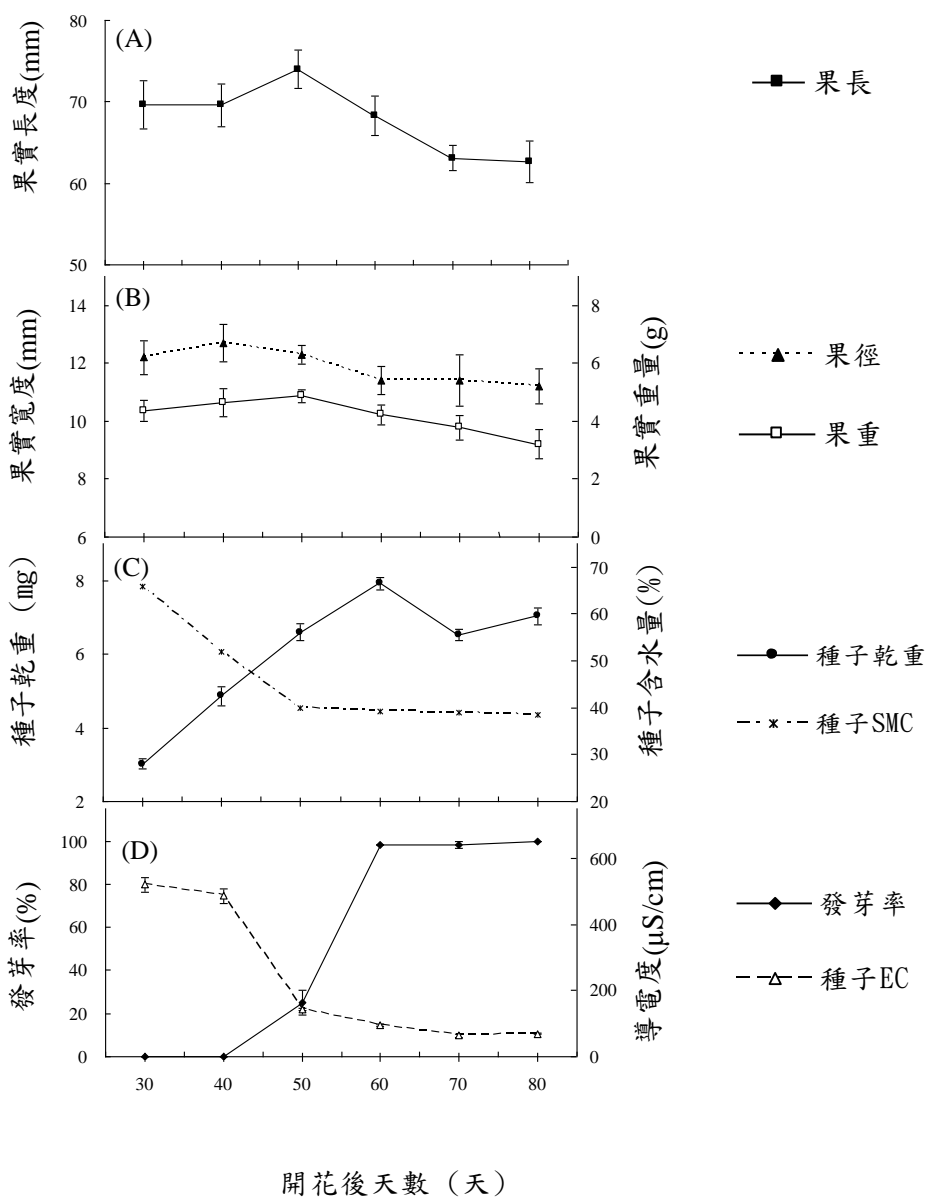 (A)
果實長度(mm)
80
70
60
50
果長
(B)
果實寬度(mm)
14
12
10
8
6
果實重量(g)
8
6
4
2
0
果徑
果重
(C)
種子乾重 (mg)
8
6
4
2
種子含水量(%)
70
60
50
40
30
20
種子乾重
種子SMC
(D)
發芽率(%)
100
80
60
40
20
0
導電度(μS/cm)
600
400
200
0
發芽率
種子EC
30 40 50 60 70 80
開花後天數（天）